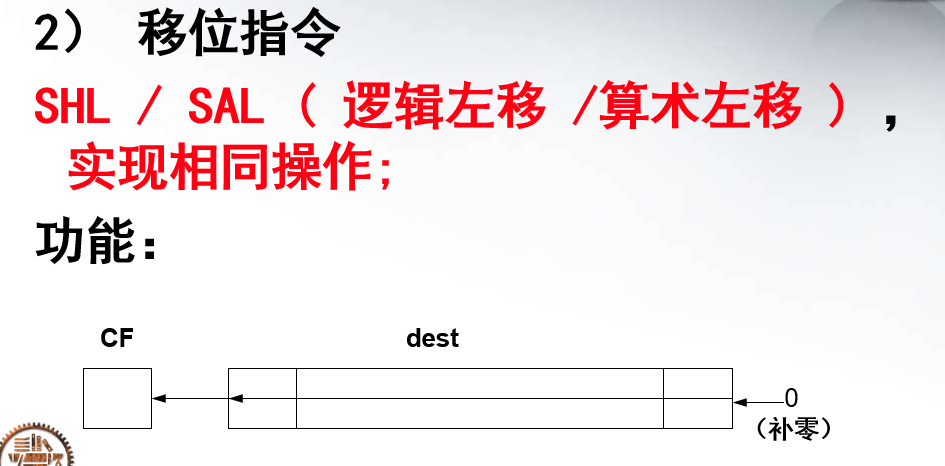 2） 移位指令
SHL / SAL（ 逻辑左移 /算术左移 ），
实现相同操作;
功能：
CF dest
0
（补零）